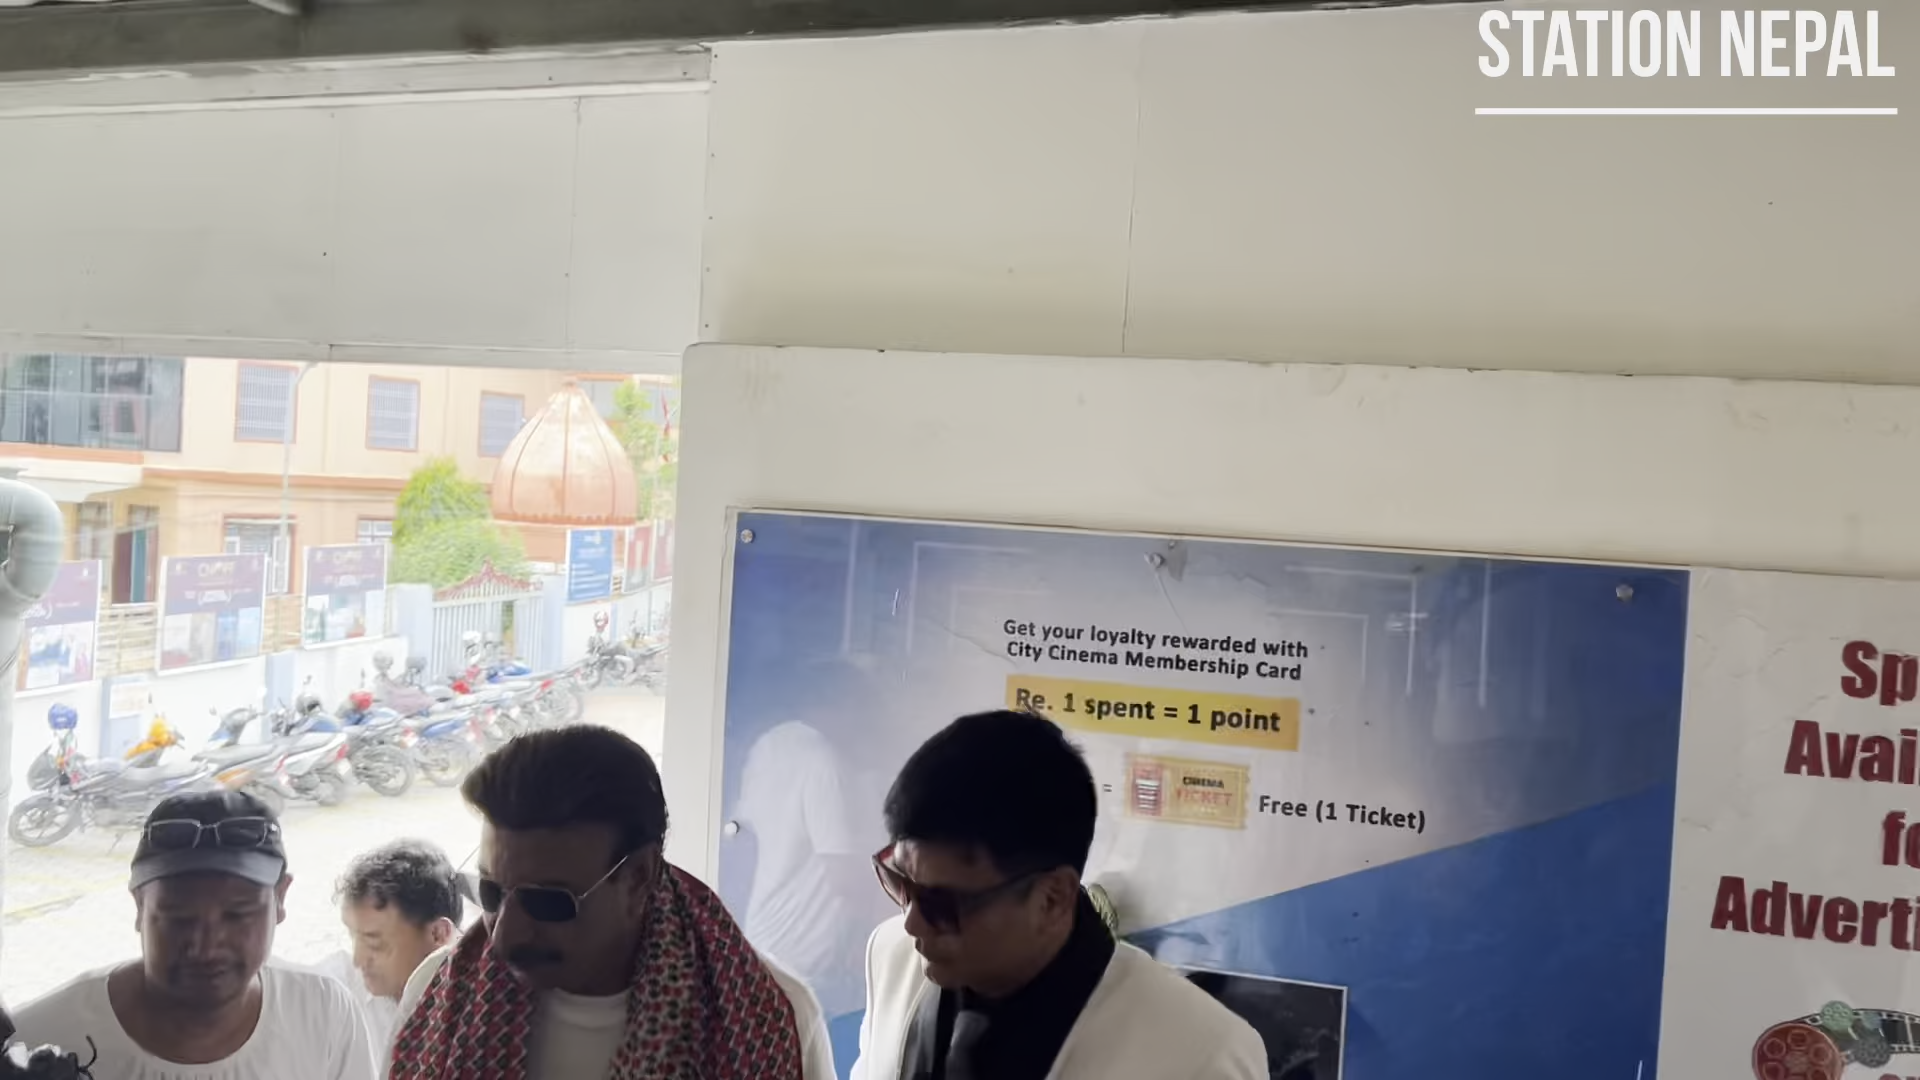 STATION NEPAL
Get your loyalty rewarded with
City Cinema Membership Card
Re. 1 spent = 1 point
= CINEMA TICKET Free (1 Ticket)
Sp
Avai
fo
Adverti